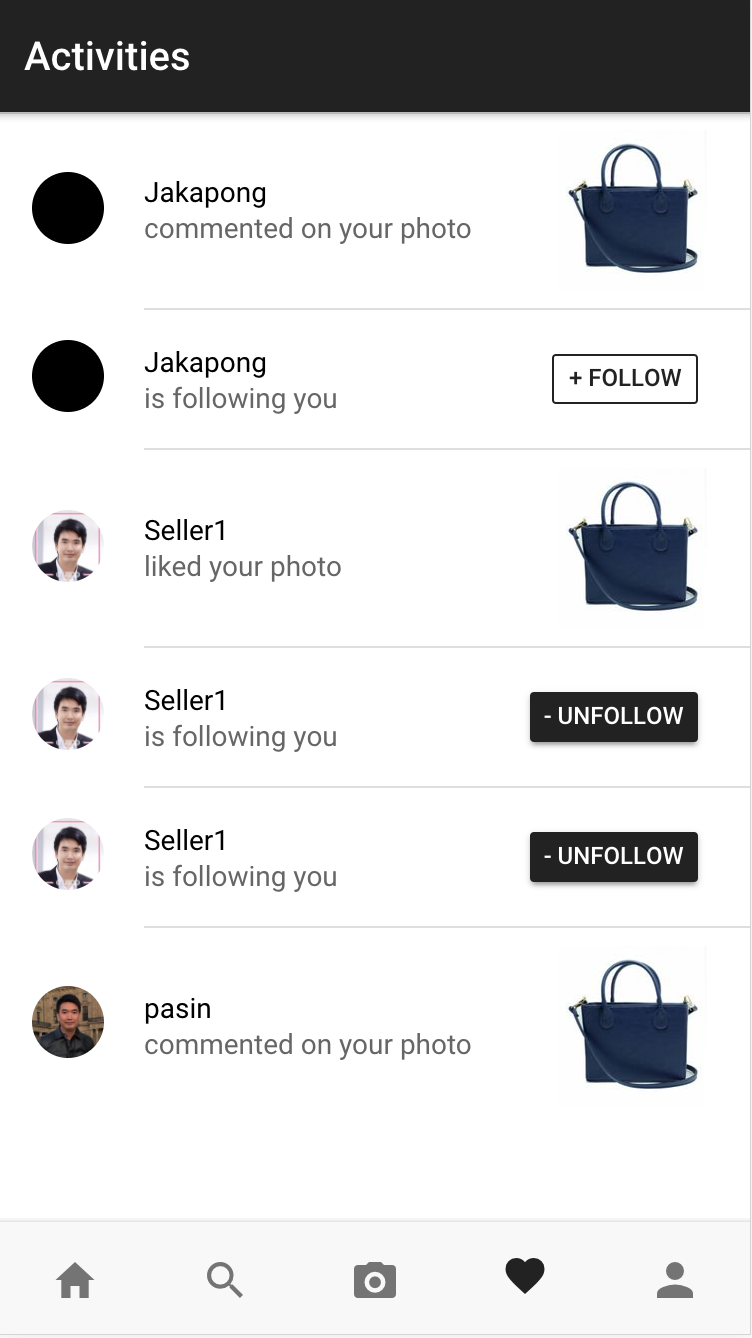 Activities
Jakapong
commented on your photo
Jakapong
is following you
+ FOLLOW
Seller1
liked your photo
Seller1
is following you
- UNFOLLOW
Seller1
is following you
- UNFOLLOW
pasin
commented on your photo